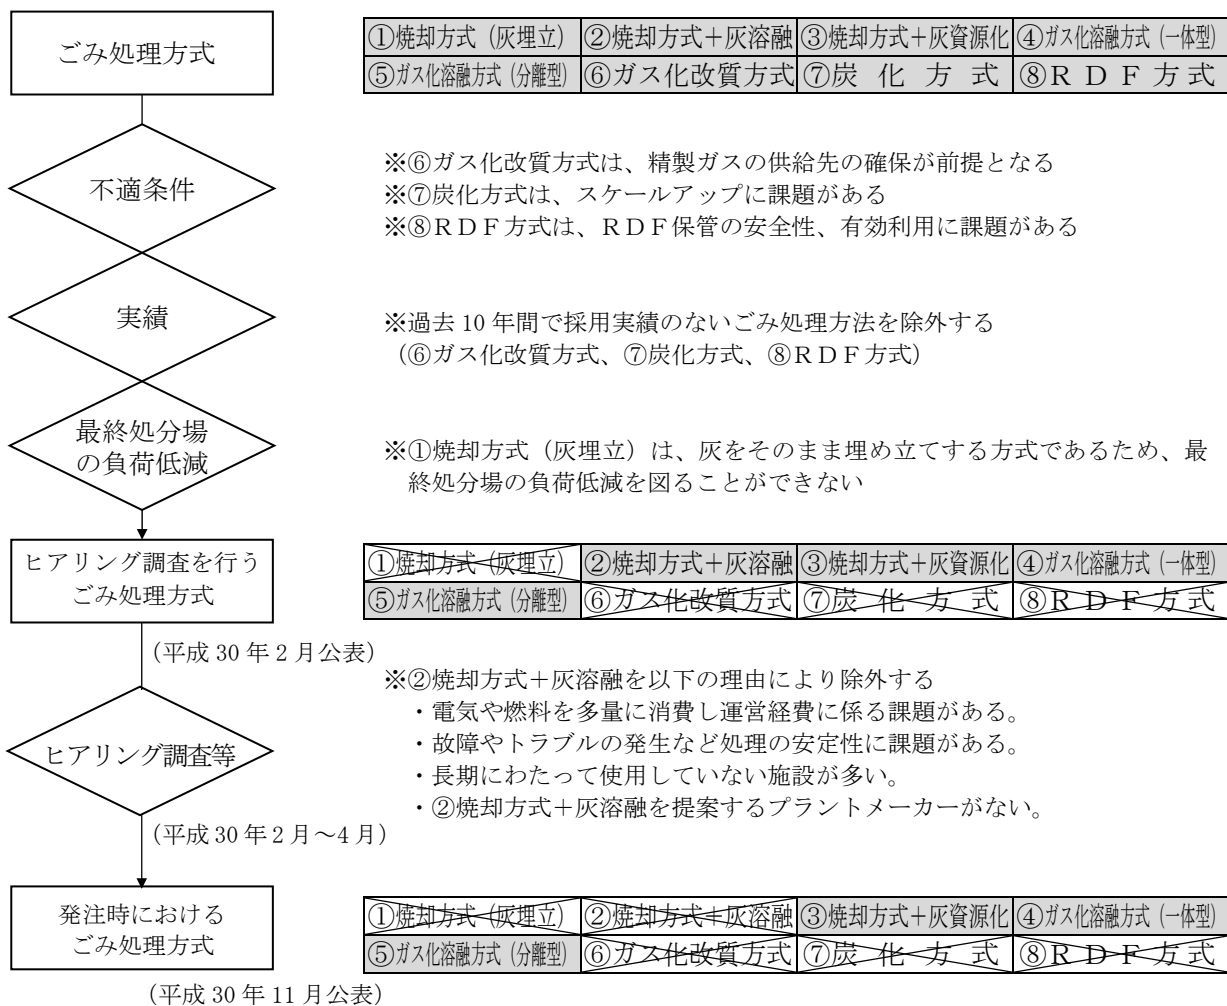 ごみ処理方式
①焼却方式(灰埋立) ②焼却方式+灰溶融 ③焼却方式+灰資源化 ④ガス化溶融方式(一体型)
⑤ガス化溶融方式(分離型) ⑥ガス化改質方式 ⑦炭化方式 ⑧RDF方式
不適条件
※⑥ガス化改質方式は、精製ガスの供給先の確保が前提となる
※⑦炭化方式は、スケールアップに課題がある
※⑧RDF方式は、RDF保管の安全性、有効利用に課題がある
実績
※過去10年間で採用実績のないごみ処理方法を除外する
(⑥ガス化改質方式、⑦炭化方式、⑧RDF方式)
最終処分場
の負荷低減
※①焼却方式(灰埋立)は、灰をそのまま埋め立てする方式であるため、最
終処分場の負荷低減を図ることができない
ヒアリング調査を行う
ごみ処理方式
①焼却方式(灰埋立) ②焼却方式+灰溶融 ③焼却方式+灰資源化 ④ガス化溶融方式(一体型)
⑤ガス化溶融方式(分離型) ⑥ガス化改質方式 ⑦炭化方式 ⑧RDF方式
(平成30年2月公表)
※②焼却方式+灰溶融を以下の理由により除外する
・電気や燃料を多量に消費し運営経費に係る課題がある。
・故障やトラブルの発生など処理の安定性に課題がある。
・長期にわたって使用していない施設が多い。
・②焼却方式+灰溶融を提案するプラントメーカーがない。
ヒアリング調査等
(平成30年2月~4月)
発注時における
ごみ処理方式
①焼却方式(灰埋立) ②焼却方式+灰溶融 ③焼却方式+灰資源化 ④ガス化溶融方式(一体型)
⑤ガス化溶融方式(分離型) ⑥ガス化改質方式 ⑦炭化方式 ⑧RDF方式
(平成30年11月公表)